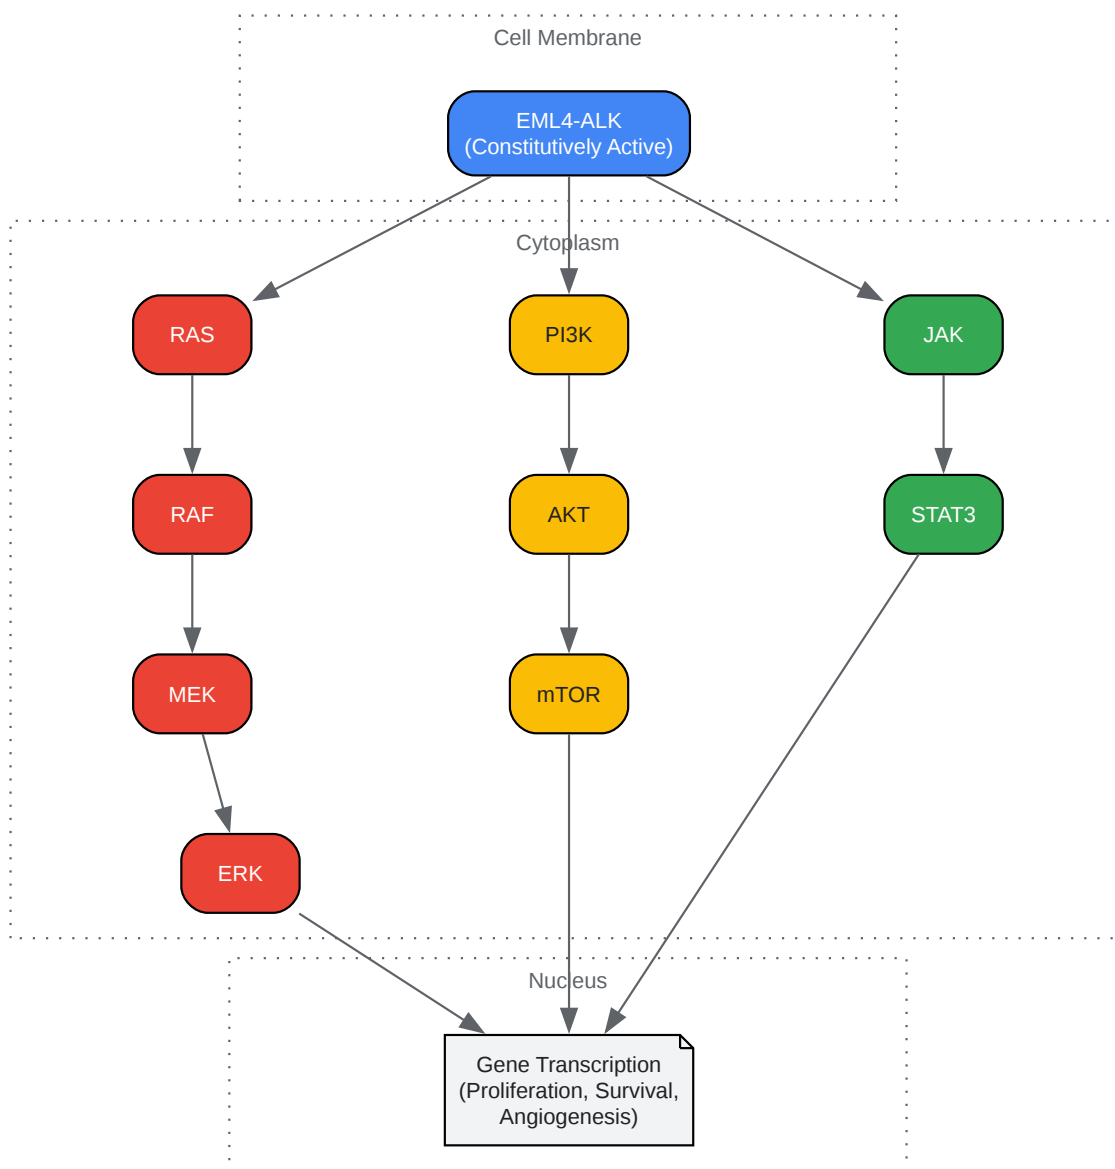 Cell Membrane
EML4-ALK
(Constitutively Active)
Cytoplasm
RAS
PI3K
JAK
RAF
AKT
STAT3
MEK
mTOR
ERK
Nucleus
Gene Transcription
(Proliferation, Survival,
Angiogenesis)